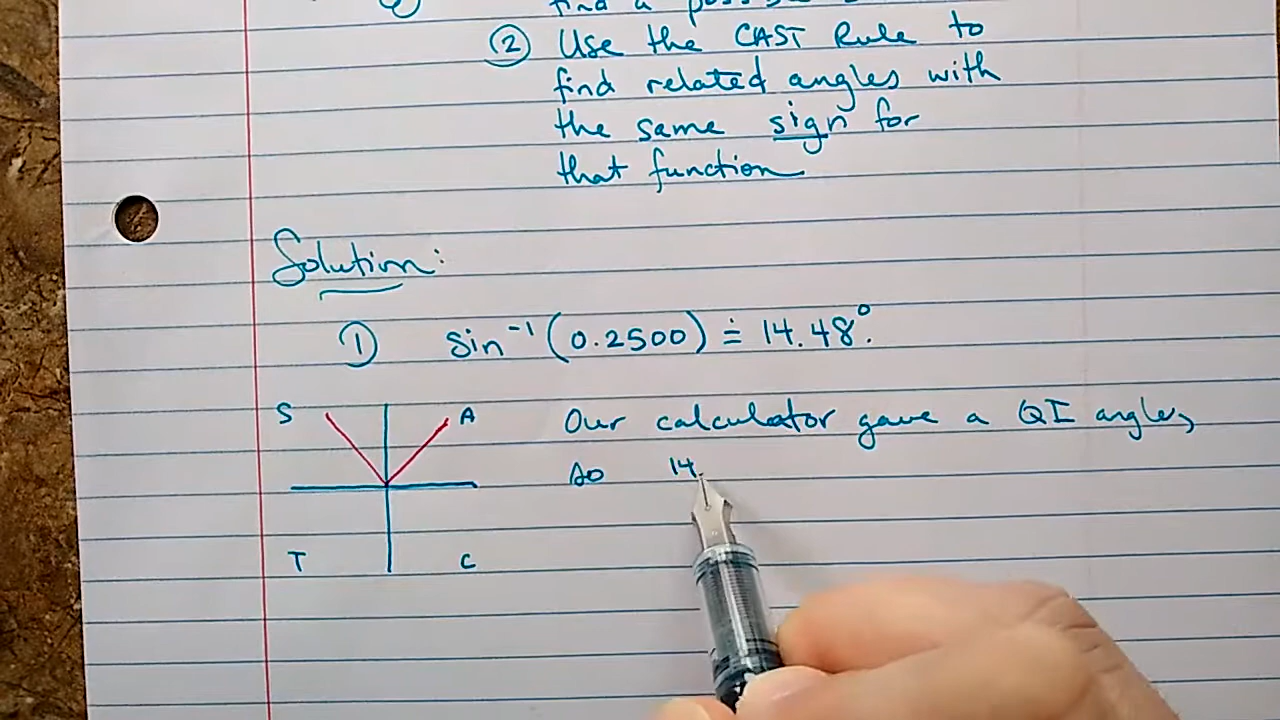 find a
② Use the CAST Rule to
find related angles with
the same sign for
that function
Solution:
① sin⁻¹(0.2500) ≐ 14.48°.
S A
Our calculator gave a QI angle,
so 14.
T C